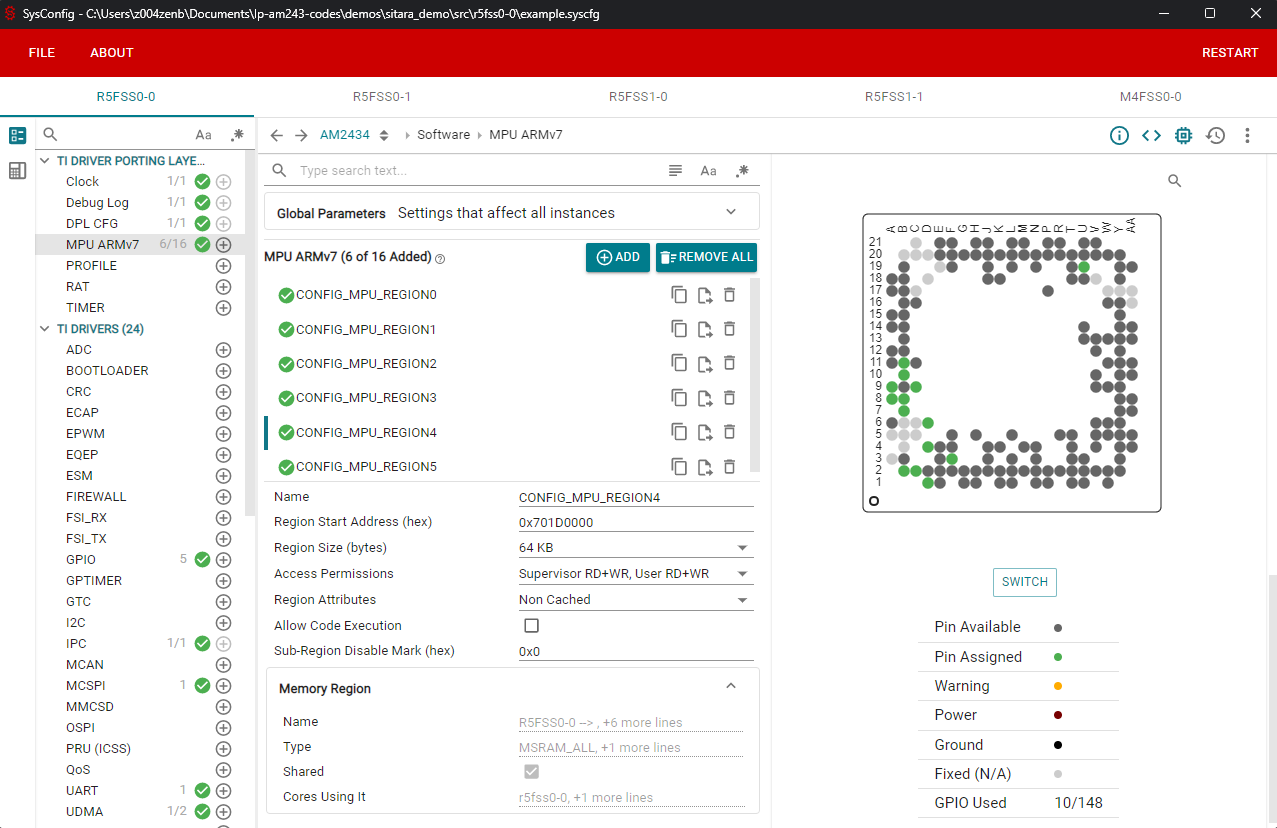 SysConfig - C:\Users\z004zenb\Documents\lp-am243-codes\demos\sitara_demo\src\r5fss0-0\example.syscfg
FILE ABOUT RESTART
R5FSS0-0 R5FSS0-1 R5FSS1-0 R5FSS1-1 M4FSS0-0
Aa .*
TI DRIVER PORTING LAYE...
Clock 1/1
Debug Log 1/1
DPL CFG 1/1
MPU ARMv7 6/16
PROFILE
RAT
TIMER
TI DRIVERS (24)
ADC
BOOTLOADER
CRC
ECAP
EPWM
EQEP
ESM
FIREWALL
FSI_RX
FSI_TX
GPIO 5
GPTIMER
GTC
I2C
IPC 1/1
MCAN
MCSPI 1
MMCSD
OSPI
PRU (ICSS)
QoS
UART 1
UDMA 1/2
AM2434 Software MPU ARMv7
Type search text... Aa .*
Global Parameters Settings that affect all instances
MPU ARMv7 (6 of 16 Added) ADD REMOVE ALL
CONFIG_MPU_REGION0
CONFIG_MPU_REGION1
CONFIG_MPU_REGION2
CONFIG_MPU_REGION3
CONFIG_MPU_REGION4
CONFIG_MPU_REGION5
Name CONFIG_MPU_REGION4
Region Start Address (hex) 0x701D0000
Region Size (bytes) 64 KB
Access Permissions Supervisor RD+WR, User RD+WR
Region Attributes Non Cached
Allow Code Execution
Sub-Region Disable Mark (hex) 0x0
Memory Region
Name R5FSS0-0 --> , +6 more lines
Type MSRAM_ALL, +1 more lines
Shared
Cores Using It r5fss0-0, +1 more lines
A B C D E F G H J K L M N P R T U V W Y AA
21
20
19
18
17
16
15
14
13
12
11
10
9
8
7
6
5
4
3
2
1
SWITCH
Pin Available
Pin Assigned
Warning
Power
Ground
Fixed (N/A)
GPIO Used 10/148